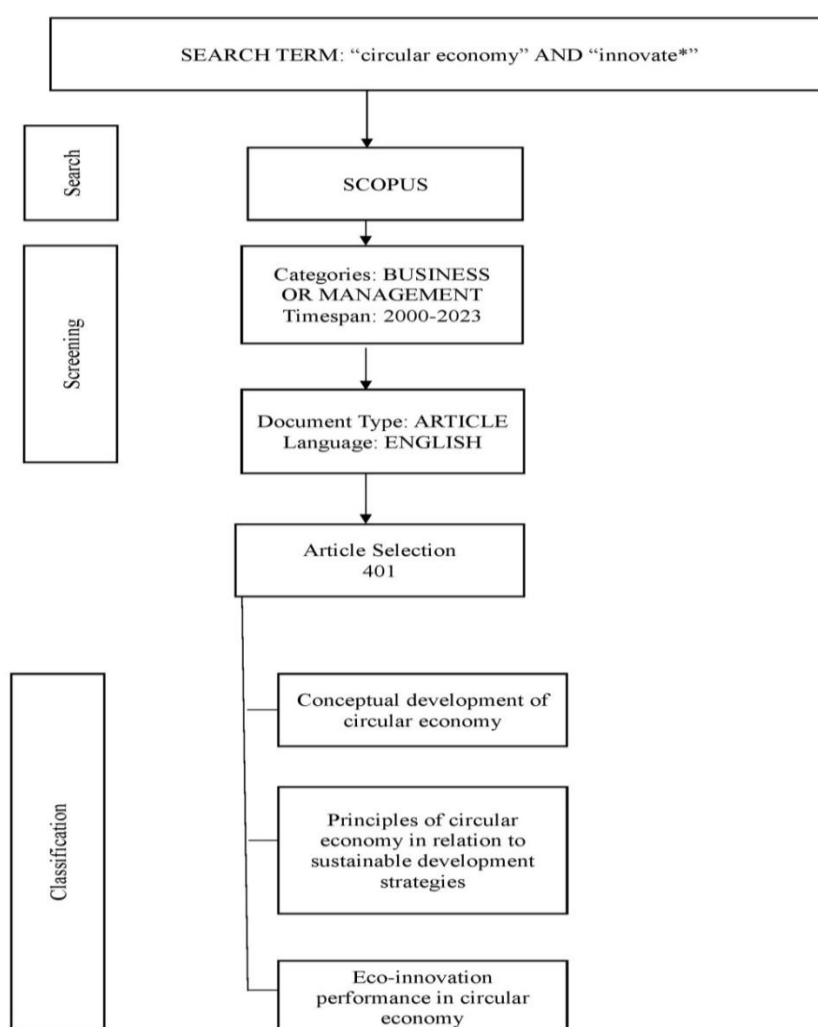 SEARCH TERM: “circular economy” AND “innovate*”
Search
SCOPUS
Screening
Categories: BUSINESS
OR MANAGEMENT
Timespan: 2000-2023
Document Type: ARTICLE
Language: ENGLISH
Article Selection
401
Classification
Conceptual development of
circular economy
Principles of circular
economy in relation to
sustainable development
strategies
Eco-innovation
performance in circular
economy